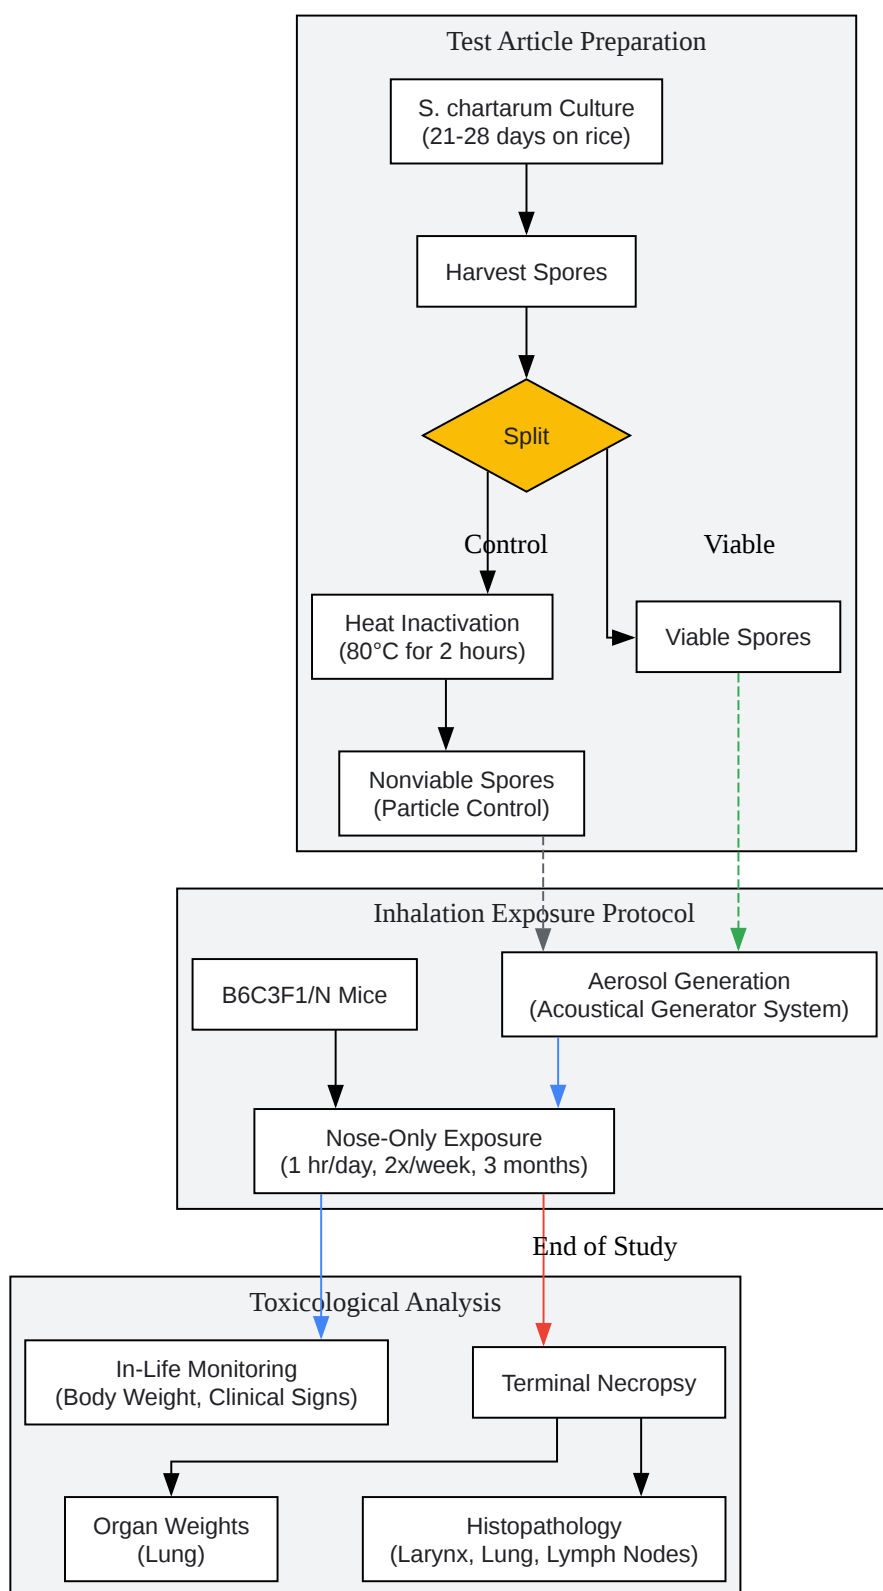 Test Article Preparation
S. chartarum Culture
(21-28 days on rice)
Harvest Spores
Split
Control
Viable
Heat Inactivation
(80°C for 2 hours)
Viable Spores
Nonviable Spores
(Particle Control)
Inhalation Exposure Protocol
B6C3F1/N Mice
Aerosol Generation
(Acoustical Generator System)
Nose-Only Exposure
(1 hr/day, 2x/week, 3 months)
End of Study
Toxicological Analysis
In-Life Monitoring
(Body Weight, Clinical Signs)
Terminal Necropsy
Organ Weights
(Lung)
Histopathology
(Larynx, Lung, Lymph Nodes)